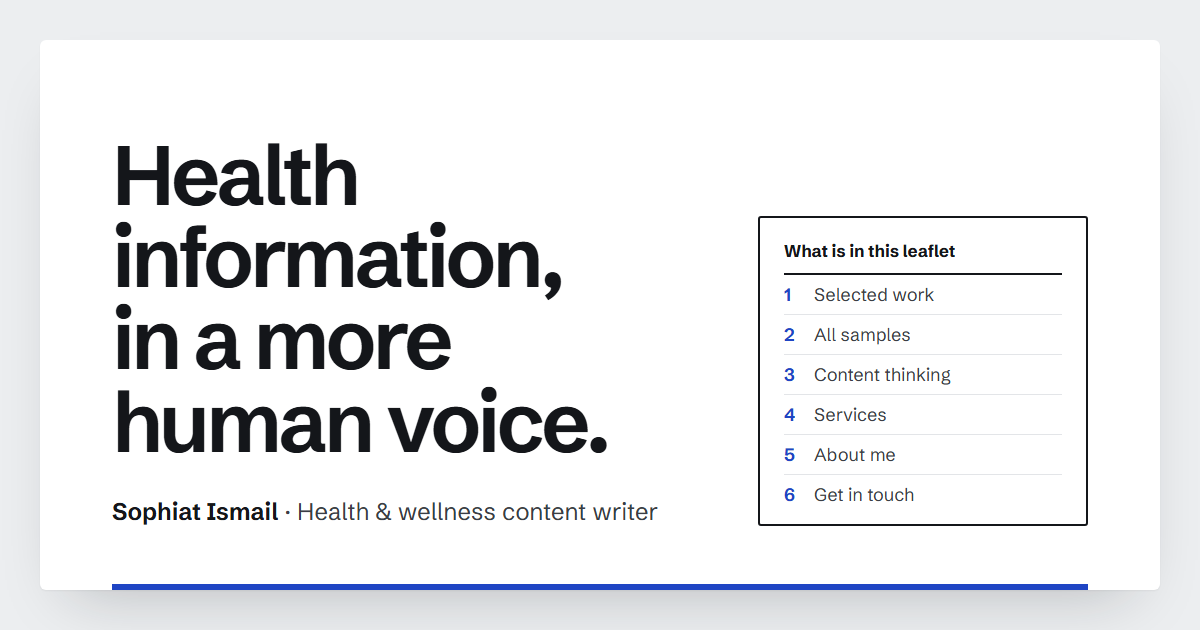 Health
information,
in a more
human voice.
Sophiat Ismail · Health & wellness content writer
What is in this leaflet
1 Selected work
2 All samples
3 Content thinking
4 Services
5 About me
6 Get in touch